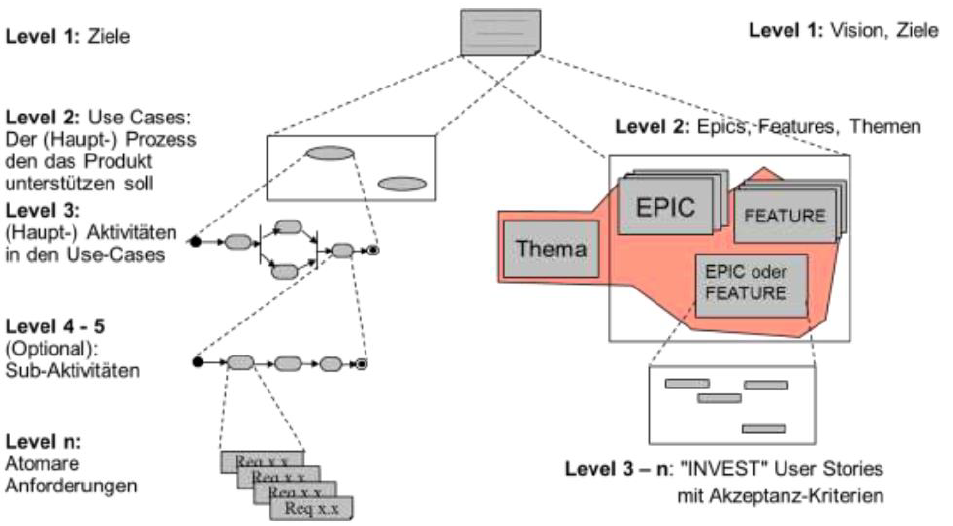 Level 1: Ziele
Level 1: Vision, Ziele
Level 2: Use Cases:
Der (Haupt-) Prozess
den das Produkt
unterstützen soll
Level 2: Epics, Features, Themen
Level 3:
(Haupt-) Aktivitäten
in den Use-Cases
EPIC
FEATURE
Thema
EPIC oder
FEATURE
Level 4 - 5
(Optional):
Sub-Aktivitäten
Level n:
Atomare
Anforderungen
Req x.x
Req x.x
Req x.x
Req x.x
Level 3 – n: "INVEST" User Stories
mit Akzeptanz-Kriterien